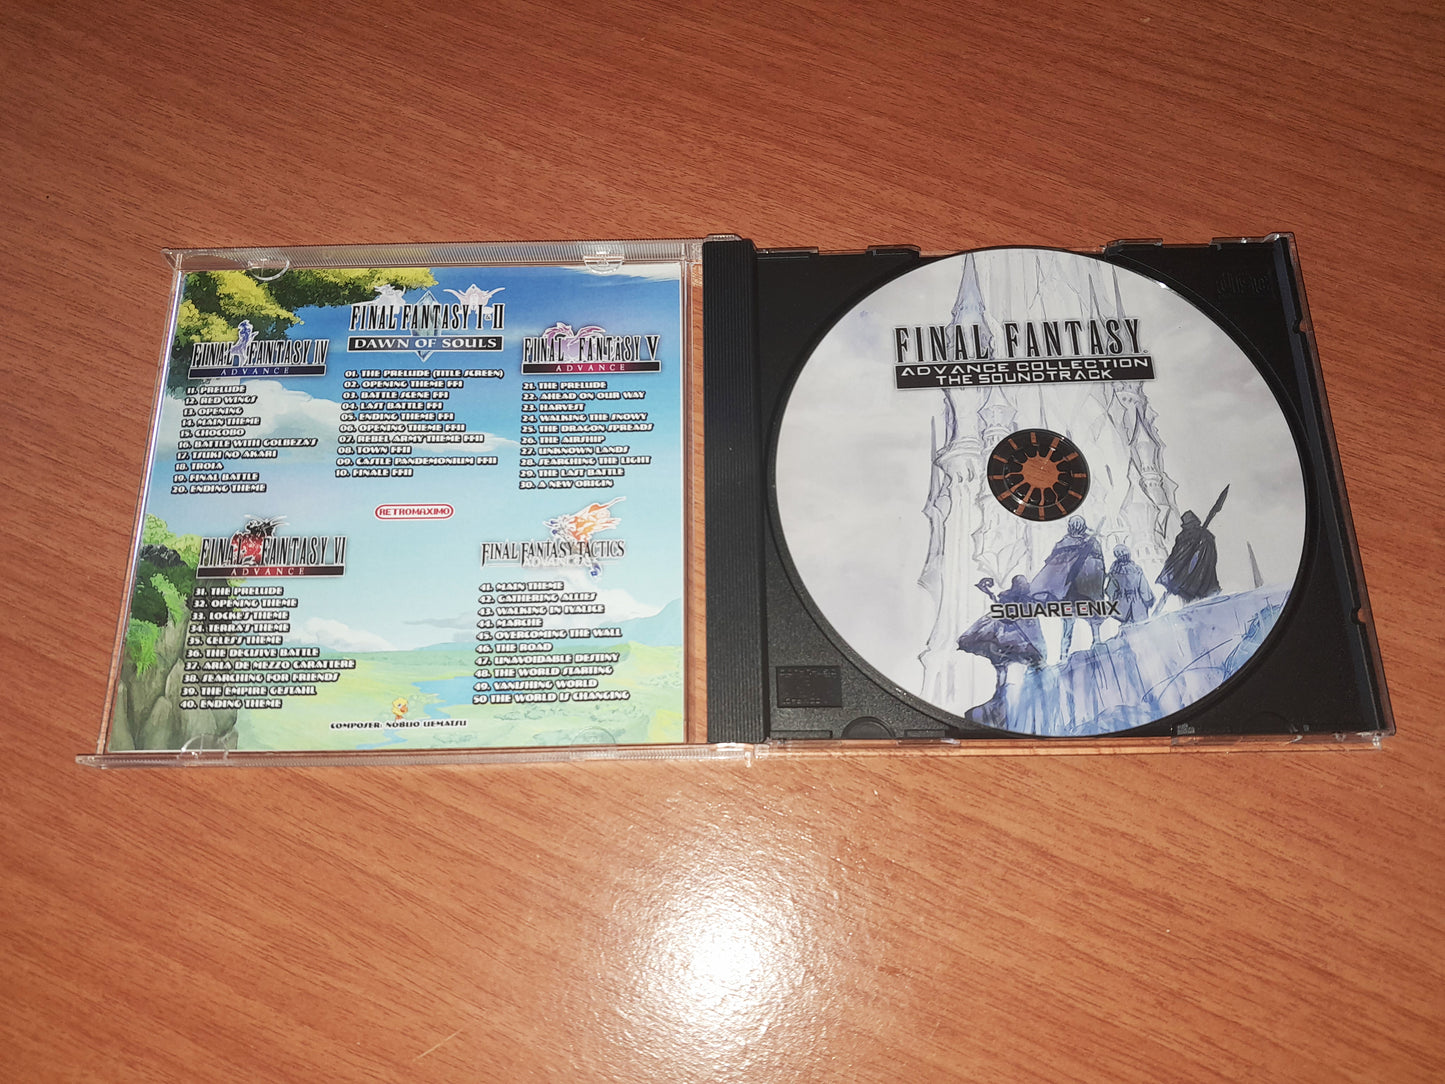 FINAL FANTASY I & II
DAWN OF SOULS
01. THE PRELUDE (TITLE SCREEN)
02. OPENING THEME FFI
03. BATTLE SCENE FFI
04. LAST BATTLE FFI
05. ENDING THEME FFI
06. OPENING THEME FFII
07. REBEL ARMY THEME FFII
08. TOWN FFII
09. CASTLE PANDEMONIUM FFII
10. FINALE FFII
FINAL FANTASY IV
ADVANCE
11. PRELUDE
12. RED WINGS
13. OPENING
14. MAIN THEME
15. CHOCOBO
16. BATTLE WITH GOLBEZA'S
17. TSUKI NO AKARI
18. TROIA
19. FINAL BATTLE
20. ENDING THEME
FINAL FANTASY V
ADVANCE
21. THE PRELUDE
22. AHEAD ON OUR WAY
23. HARVEST
24. WALKING THE SNOWY
25. THE DRAGON SPREADS
26. THE AIRSHIP
27. UNKNOWN LANDS
28. SEARCHING THE LIGHT
29. THE LAST BATTLE
30. A NEW ORIGIN
RETROMAXIMO
FINAL FANTASY VI
ADVANCE
31. THE PRELUDE
32. OPENING THEME
33. LOCKE'S THEME
34. TERRA'S THEME
35. CELES'S THEME
36. THE DECISIVE BATTLE
37. ARIA DE MEZZO CARATTERE
38. SEARCHING FOR FRIENDS
39. THE EMPIRE GESTAHL
40. ENDING THEME
FINAL FANTASY TACTICS
ADVANCE
41. MAIN THEME
42. GATHERING ALLIES
43. WALKING IN IVALICE
44. MARCHE
45. OVERCOMING THE WALL
46. THE ROAD
47. UNAVOIDABLE DESTINY
48. THE WORLD STARTING
49. VANISHING WORLD
50 THE WORLD IS CHANGING
COMPOSER: NOBUO UEMATSU
FINAL FANTASY
ADVANCE COLLECTION
THE SOUNDTRACK
SQUARE ENIX